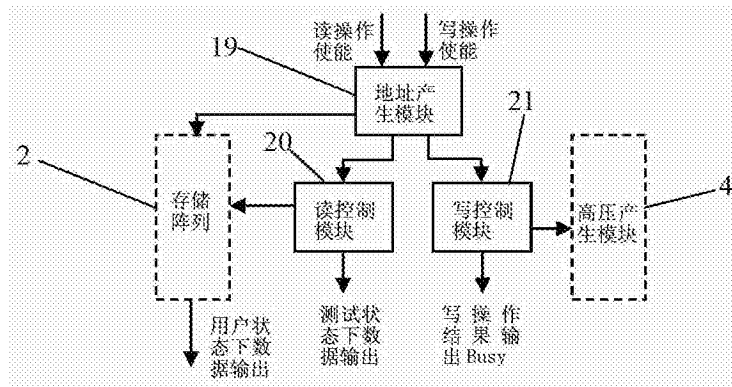 读操作
使能
写操作
使能
19
地址产
生模块
21
20
2
存储
阵列
读控制
模块
写控制
模块
高压产
生模块
4
用户状
态下数
据输出
测试状
态下数
据输出
写操作
结果输
出Busy